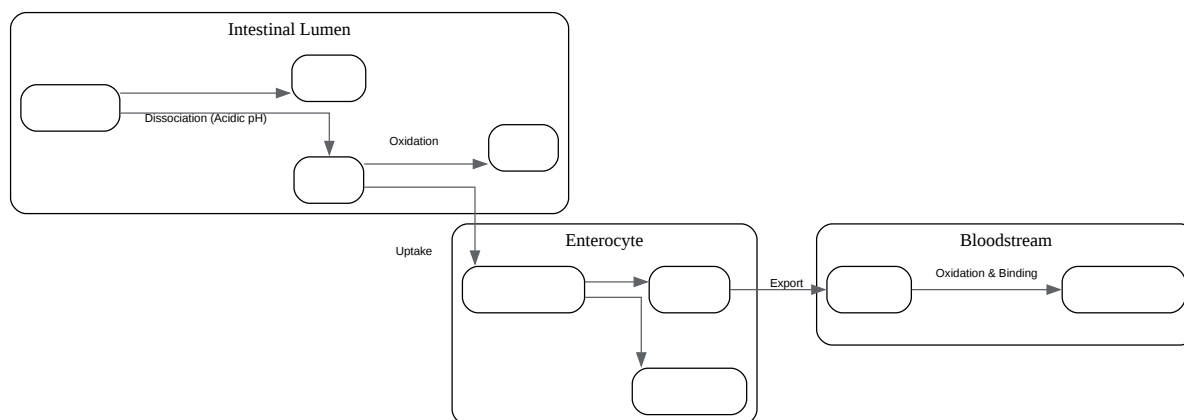 Intestinal Lumen
Dissociation (Acidic pH)
Oxidation
Uptake
Enterocyte
Bloodstream
Export
Oxidation & Binding